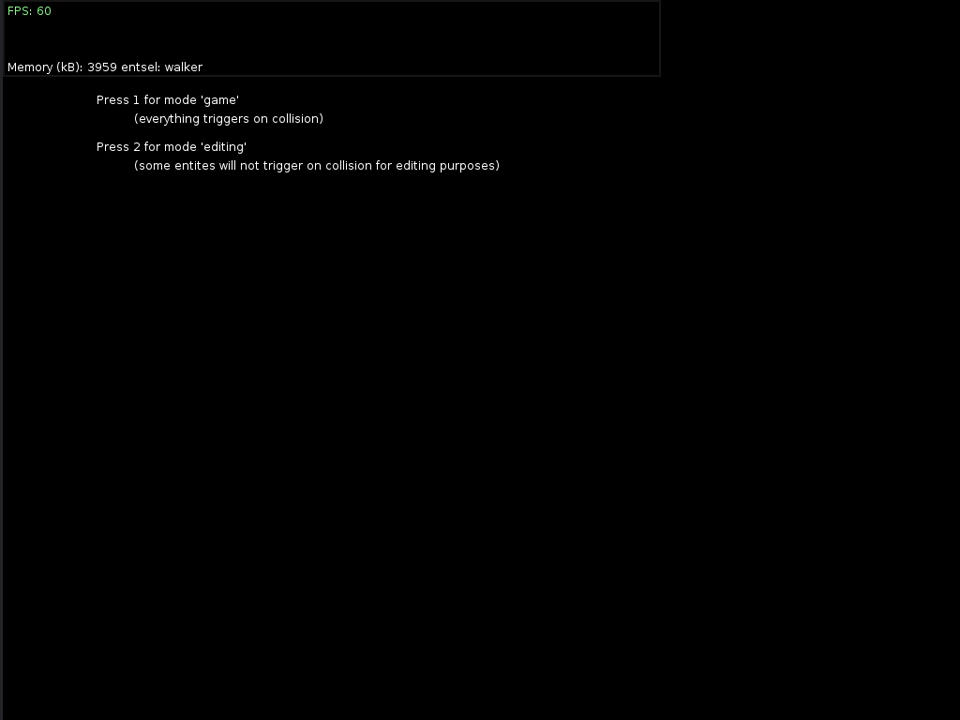 FPS: 60
Memory (kB): 3959 entsel: walker
Press 1 for mode 'game'
(everything triggers on collision)
Press 2 for mode 'editing'
(some entites will not trigger on collision for editing purposes)